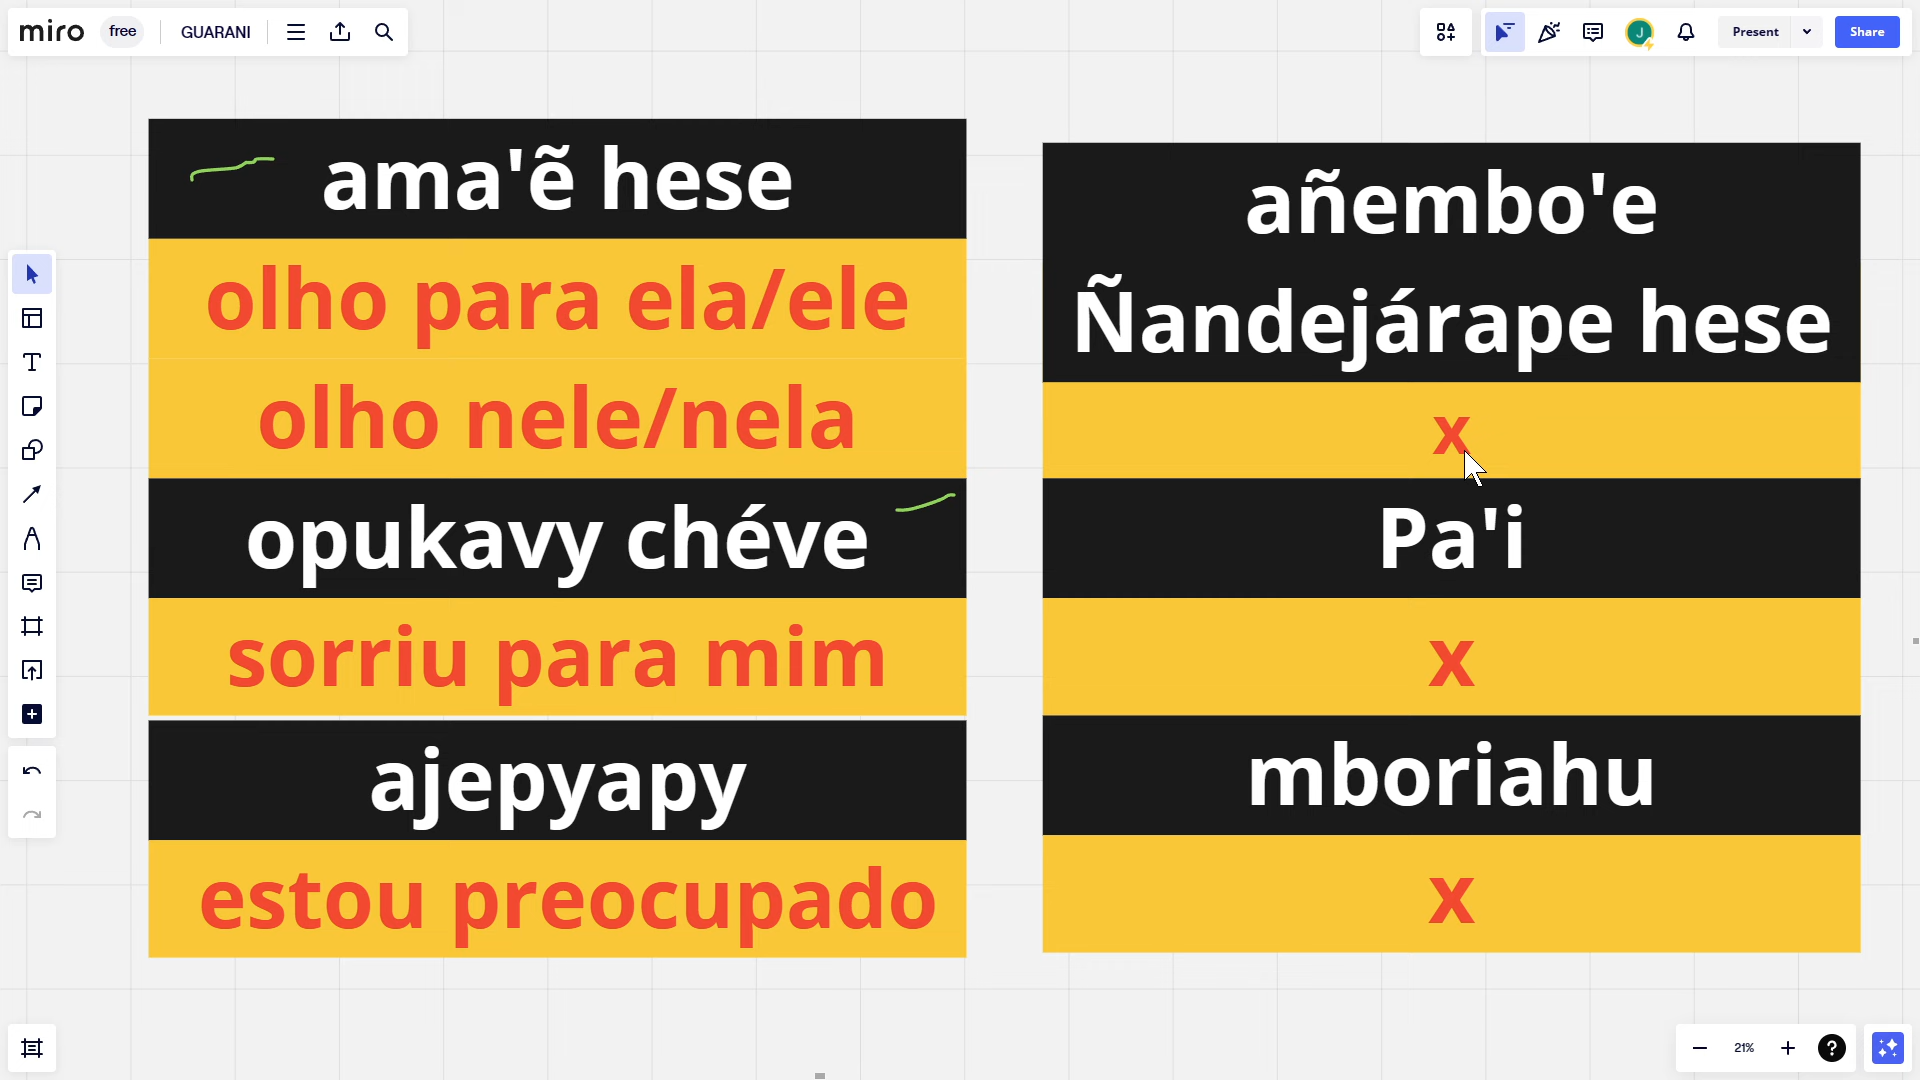 miro free GUARANI
Present Share
ama'ẽ hese
olho para ela/ele
olho nele/nela
opukavy chéve
sorriu para mim
ajepyapy
estou preocupado
añembo'e
Ñandejárape hese
x
Pa'i
x
mboriahu
x
J
21%
?